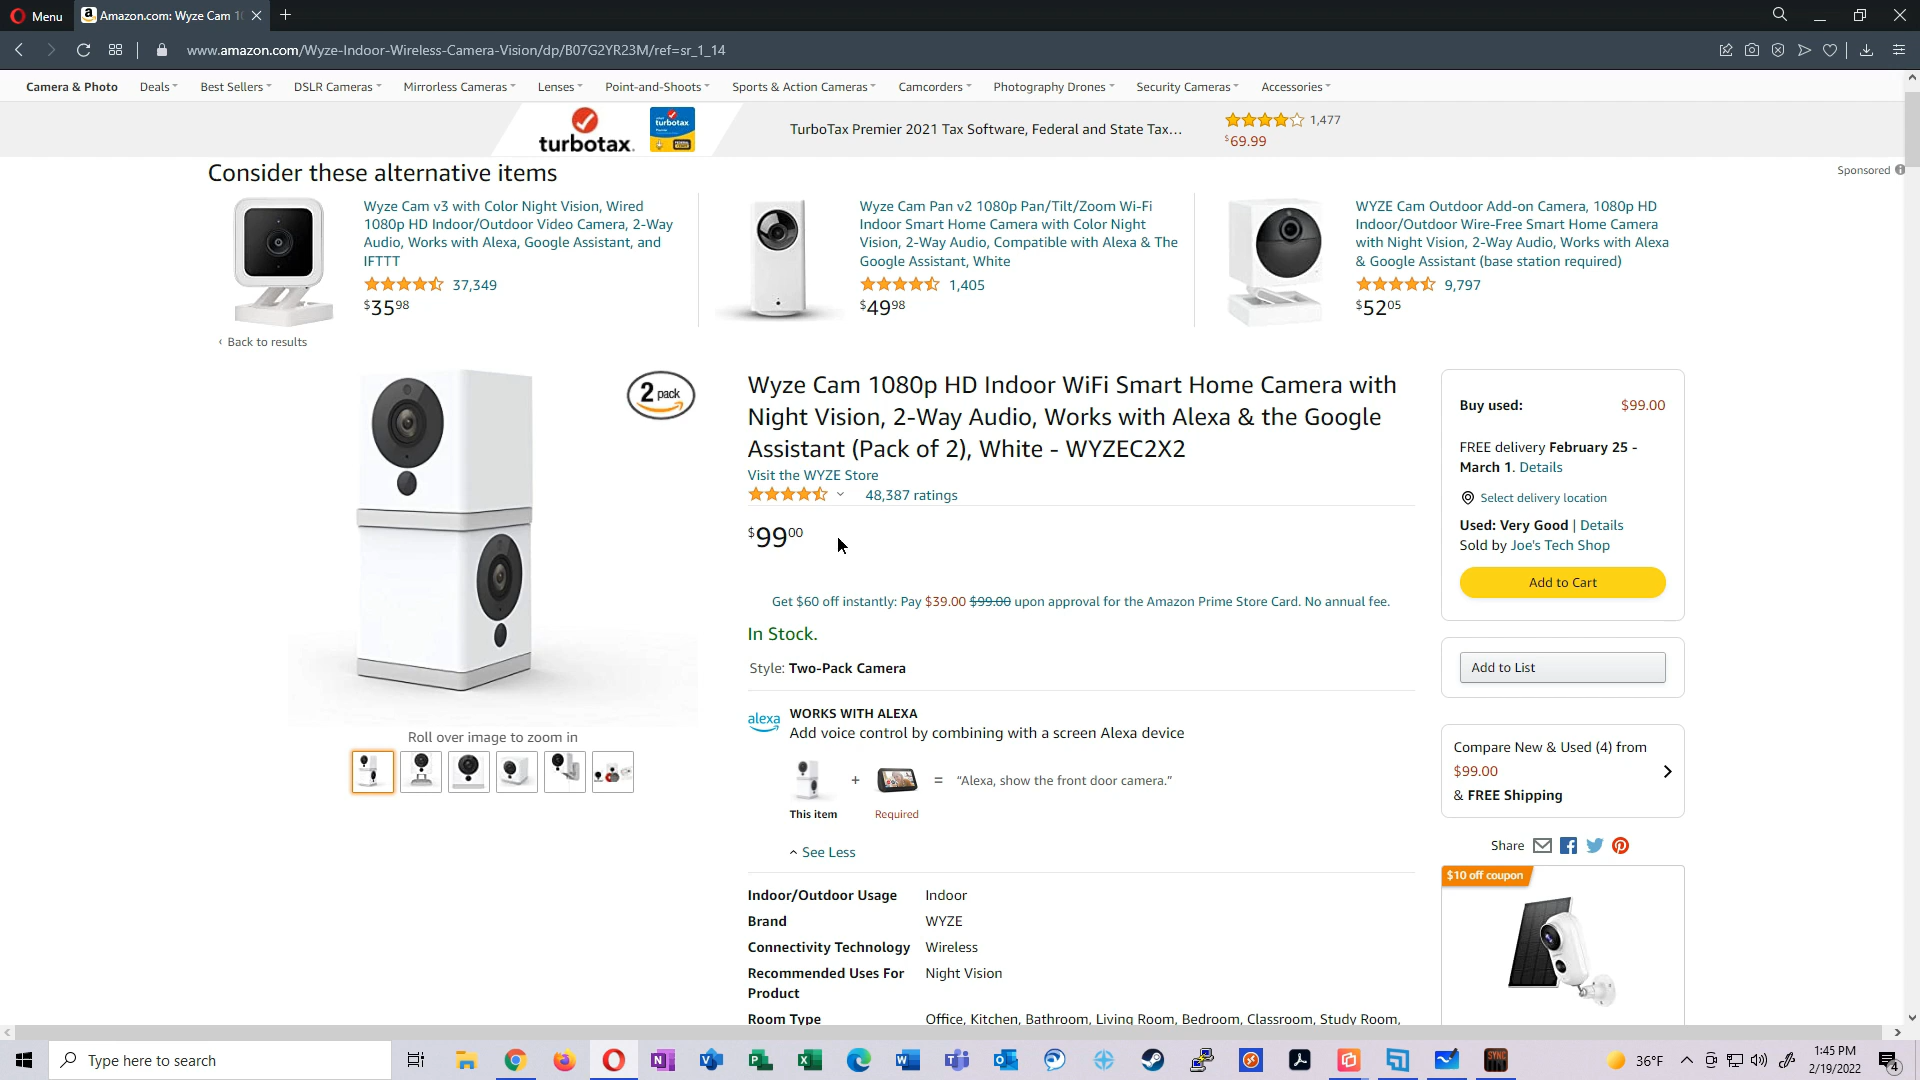 Menu
Amazon.com: Wyze Cam 1
www.amazon.com/Wyze-Indoor-Wireless-Camera-Vision/dp/B07G2YR23M/ref=sr_1_14
Camera & Photo
Deals
Best Sellers
DSLR Cameras
Mirrorless Cameras
Lenses
Point-and-Shoots
Sports & Action Cameras
Camcorders
Photography Drones
Security Cameras
Accessories
turbotax.
turbotax
TurboTax Premier 2021 Tax Software, Federal and State Tax...
1,477
$69.99
Sponsored
Consider these alternative items
Wyze Cam v3 with Color Night Vision, Wired
1080p HD Indoor/Outdoor Video Camera, 2-Way
Audio, Works with Alexa, Google Assistant, and
IFTTT
37,349
$35 98
Wyze Cam Pan v2 1080p Pan/Tilt/Zoom Wi-Fi
Indoor Smart Home Camera with Color Night
Vision, 2-Way Audio, Compatible with Alexa & The
Google Assistant, White
1,405
$49 98
WYZE Cam Outdoor Add-on Camera, 1080p HD
Indoor/Outdoor Wire-Free Smart Home Camera
with Night Vision, 2-Way Audio, Works with Alexa
& Google Assistant (base station required)
9,797
$52 05
‹ Back to results
2 pack
Roll over image to zoom in
Wyze Cam 1080p HD Indoor WiFi Smart Home Camera with
Night Vision, 2-Way Audio, Works with Alexa & the Google
Assistant (Pack of 2), White - WYZEC2X2
Visit the WYZE Store
48,387 ratings
$99 00
Get $60 off instantly: Pay $39.00 $99.00 upon approval for the Amazon Prime Store Card. No annual fee.
In Stock.
Style: Two-Pack Camera
alexa
WORKS WITH ALEXA
Add voice control by combining with a screen Alexa device
+ = “Alexa, show the front door camera.”
This item
Required
See Less
Indoor/Outdoor Usage Indoor
Brand WYZE
Connectivity Technology Wireless
Recommended Uses For Night Vision
Product
Room Type Office, Kitchen, Bathroom, Living Room, Bedroom, Classroom, Study Room,
Buy used: $99.00
FREE delivery February 25 -
March 1. Details
Select delivery location
Used: Very Good | Details
Sold by Joe's Tech Shop
Add to Cart
Add to List
Compare New & Used (4) from
$99.00
& FREE Shipping
Share
$10 off coupon
Type here to search
SYNC
36°F
1:45 PM
2/19/2022
4